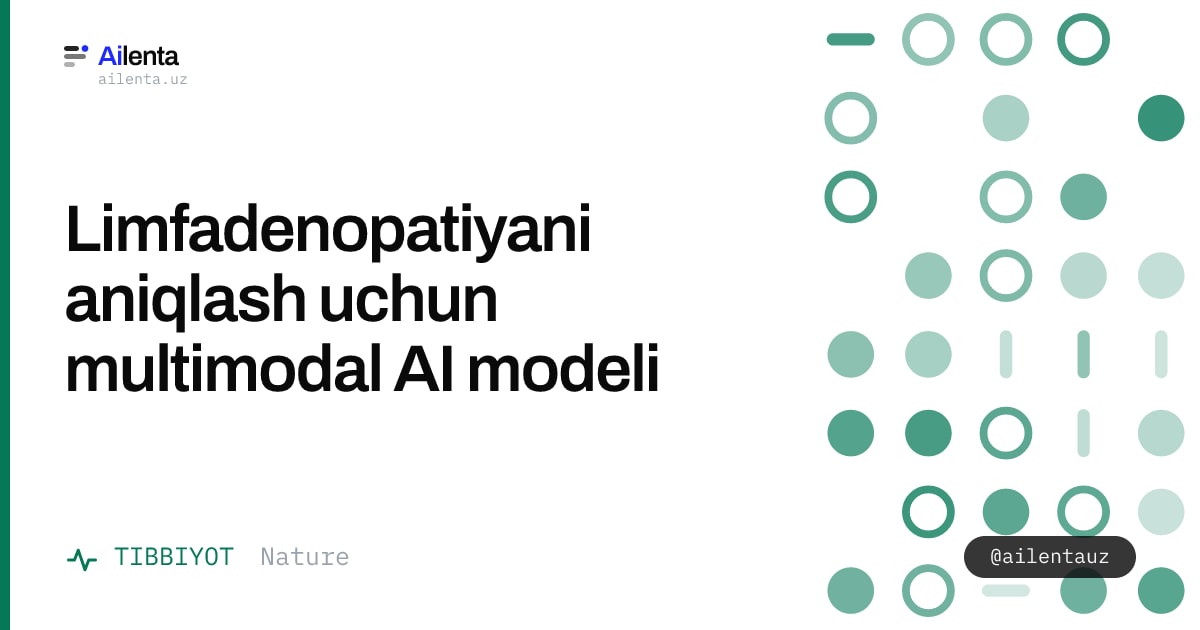 Ailenta
ailenta.uz
Limfadenopatiyani
aniqlash uchun
multimodal AI modeli
TIBBIYOT Nature
@ailentauz